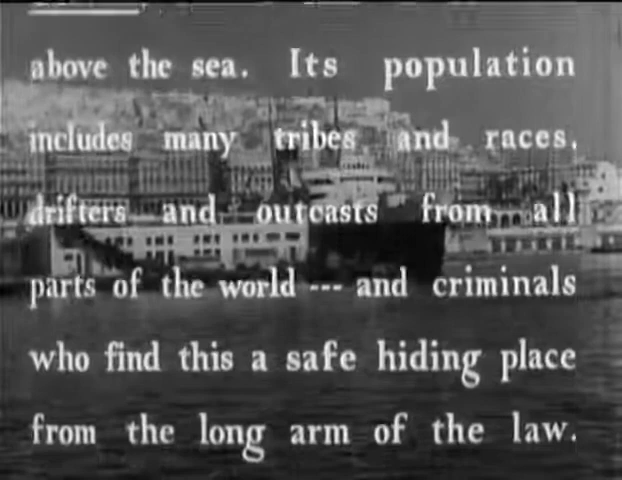 above the sea. Its population
includes many tribes and races,
drifters and outcasts from all
parts of the world --- and criminals
who find this a safe hiding place
from the long arm of the law.